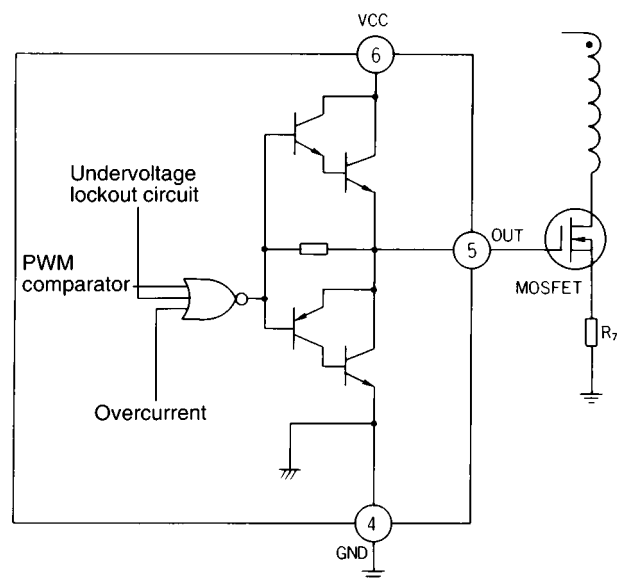 VCC
6
Undervoltage
lockout circuit
PWM
comparator
Overcurrent
5
OUT
MOSFET
R7
4
GND